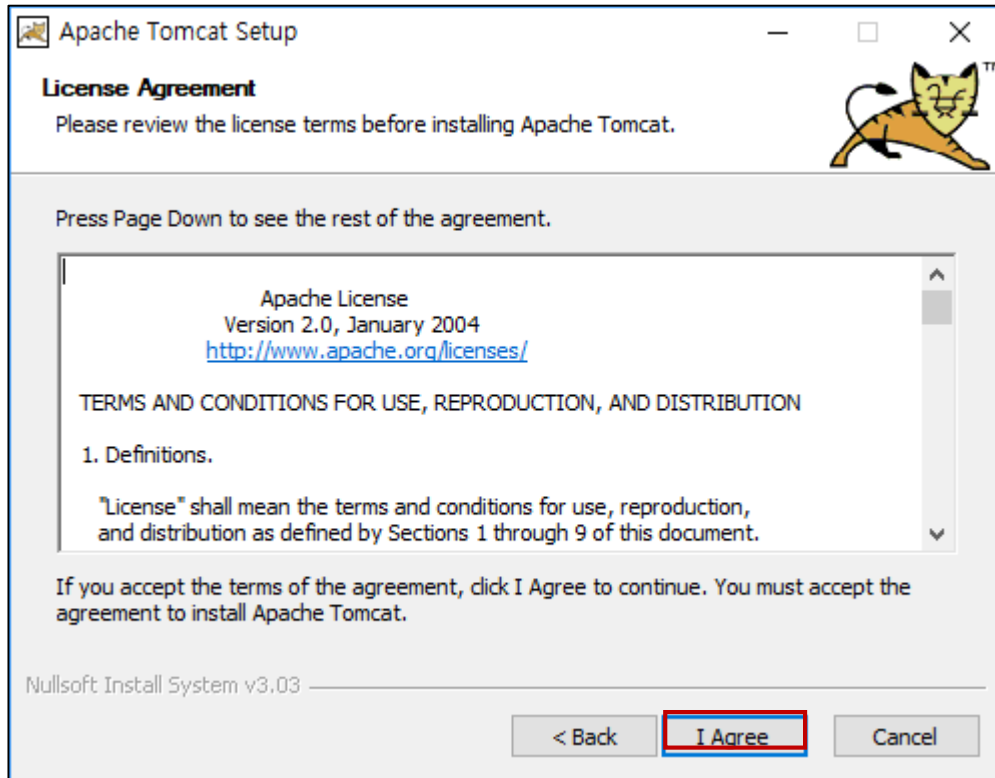 Apache Tomcat Setup
License Agreement
Please review the license terms before installing Apache Tomcat.
TM
Press Page Down to see the rest of the agreement.
Apache License
Version 2.0, January 2004
http://www.apache.org/licenses/
TERMS AND CONDITIONS FOR USE, REPRODUCTION, AND DISTRIBUTION
1. Definitions.
"License" shall mean the terms and conditions for use, reproduction,
and distribution as defined by Sections 1 through 9 of this document.
If you accept the terms of the agreement, click I Agree to continue. You must accept the
agreement to install Apache Tomcat.
Nullsoft Install System v3.03
< Back I Agree Cancel